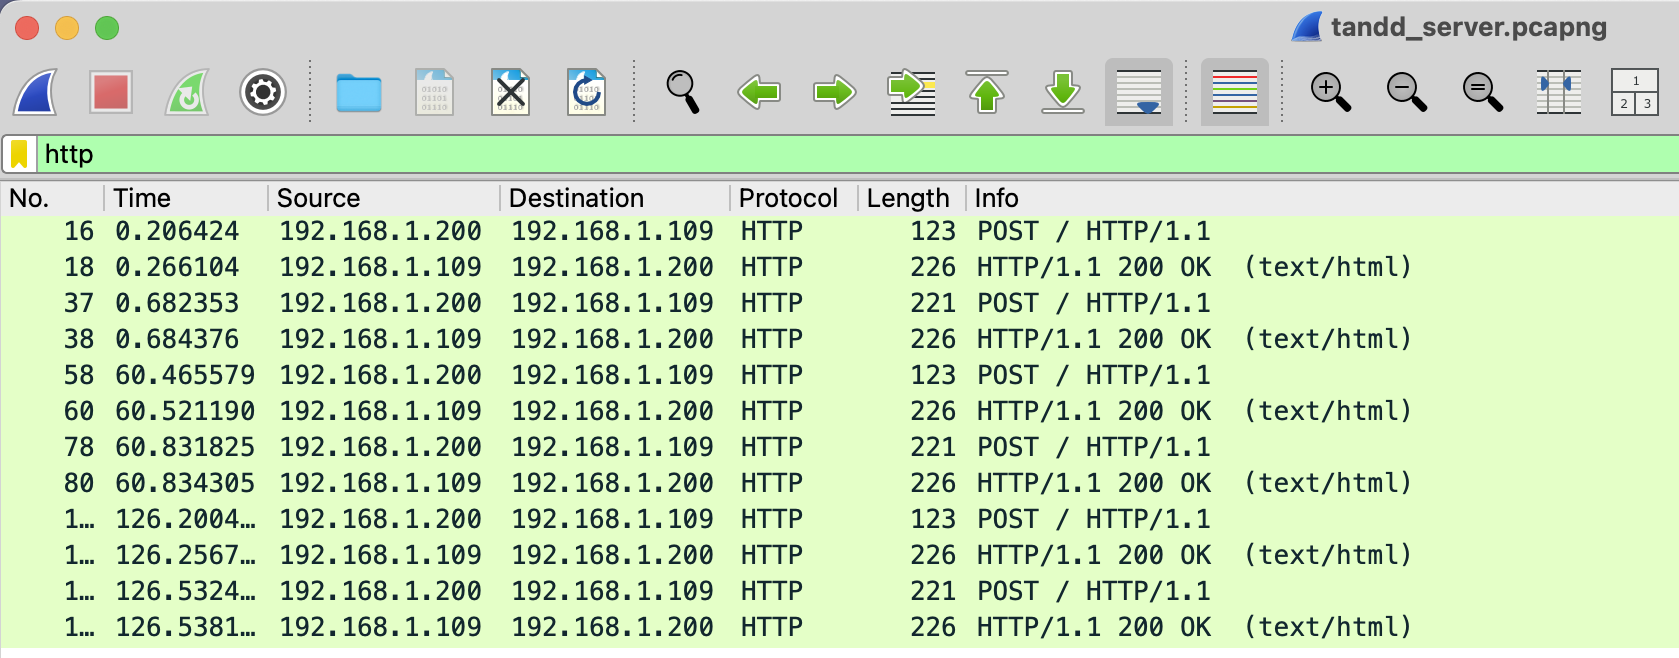 tandd_server.pcapng
1
2 3
http
No. Time Source Destination Protocol Length Info
16 0.206424 192.168.1.200 192.168.1.109 HTTP 123 POST / HTTP/1.1
18 0.266104 192.168.1.109 192.168.1.200 HTTP 226 HTTP/1.1 200 OK (text/html)
37 0.682353 192.168.1.200 192.168.1.109 HTTP 221 POST / HTTP/1.1
38 0.684376 192.168.1.109 192.168.1.200 HTTP 226 HTTP/1.1 200 OK (text/html)
58 60.465579 192.168.1.200 192.168.1.109 HTTP 123 POST / HTTP/1.1
60 60.521190 192.168.1.109 192.168.1.200 HTTP 226 HTTP/1.1 200 OK (text/html)
78 60.831825 192.168.1.200 192.168.1.109 HTTP 221 POST / HTTP/1.1
80 60.834305 192.168.1.109 192.168.1.200 HTTP 226 HTTP/1.1 200 OK (text/html)
1… 126.2004… 192.168.1.200 192.168.1.109 HTTP 123 POST / HTTP/1.1
1… 126.2567… 192.168.1.109 192.168.1.200 HTTP 226 HTTP/1.1 200 OK (text/html)
1… 126.5324… 192.168.1.200 192.168.1.109 HTTP 221 POST / HTTP/1.1
1… 126.5381… 192.168.1.109 192.168.1.200 HTTP 226 HTTP/1.1 200 OK (text/html)